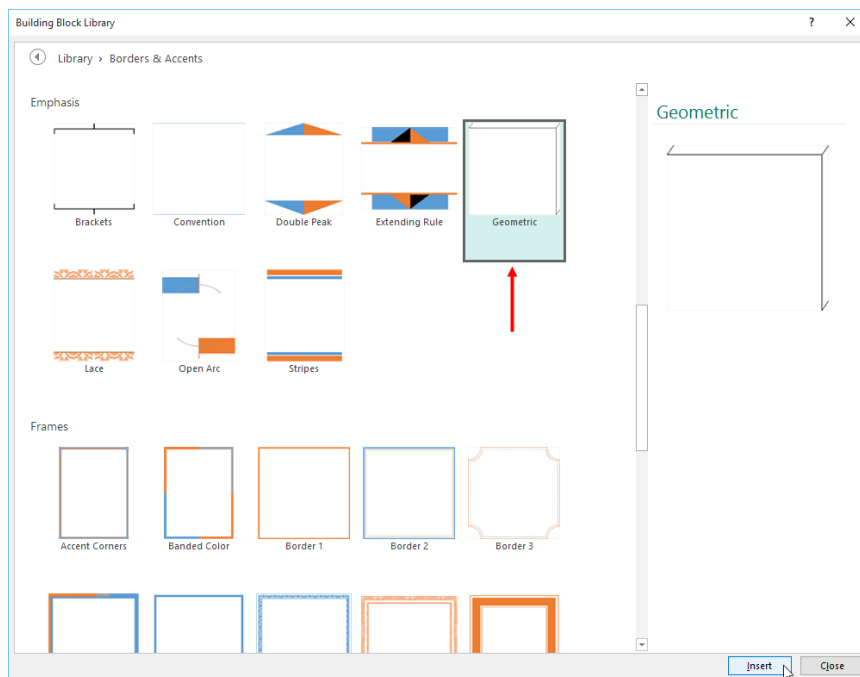 Building Block Library
Library › Borders & Accents
Emphasis
Geometric
Brackets
Convention
Double Peak
Extending Rule
Geometric
Lace
Open Arc
Stripes
Frames
Accent Corners
Banded Color
Border 1
Border 2
Border 3
Insert
Close